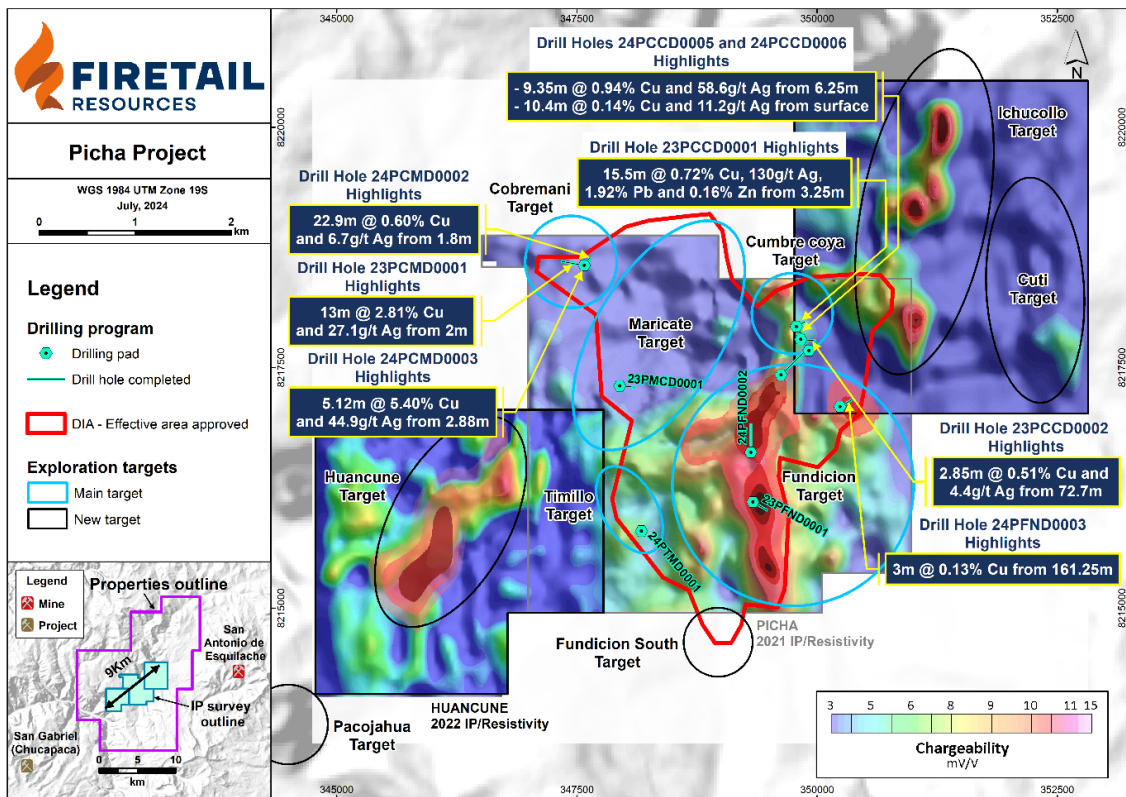 FIRETAIL
RESOURCES
Picha Project
WGS 1984 UTM Zone 19S
July, 2024
0 1 2
km
Legend
Drilling program
Drilling pad
Drill hole completed
DIA - Effective area approved
Exploration targets
Main target
New target
Legend
Mine
Project
Properties outline
San
Antonio de
Esquilache
9Km
IP survey
outline
San Gabriel
(Chucapaca)
0 5 10
km
345000
347500
350000
352500
8220000
8217500
8215000
8220000
8217500
8215000
345000
347500
350000
352500
N
Drill Holes 24PCCD0005 and 24PCCD0006
Highlights
- 9.35m @ 0.94% Cu and 58.6g/t Ag from 6.25m
- 10.4m @ 0.14% Cu and 11.2g/t Ag from surface
Drill Hole 23PCCD0001 Highlights
15.5m @ 0.72% Cu, 130g/t Ag,
1.92% Pb and 0.16% Zn from 3.25m
Drill Hole 24PCMD0002
Highlights
22.9m @ 0.60% Cu
and 6.7g/t Ag from 1.8m
Drill Hole 23PCMD0001
Highlights
13m @ 2.81% Cu
and 27.1g/t Ag from 2m
Drill Hole 24PCMD0003
Highlights
5.12m @ 5.40% Cu
and 44.9g/t Ag from 2.88m
Cobremani
Target
Ichucollo
Target
Cumbre coya
Target
Cuti
Target
Maricate
Target
23PMCD0001
24PFND0002
Drill Hole 23PCCD0002
Highlights
2.85m @ 0.51% Cu and
4.4g/t Ag from 72.7m
Drill Hole 24PFND0003
Highlights
3m @ 0.13% Cu from 161.25m
Huancune
Target
Timillo
Target
Fundicion
Target
23PFND0001
24PTMD0001
Fundicion South
Target
PICHA
2021 IP/Resistivity
HUANCUNE
2022 IP/Resistivity
Pacojahua
Target
3 5 6 8 9 10 11 15
Chargeability
mV/V